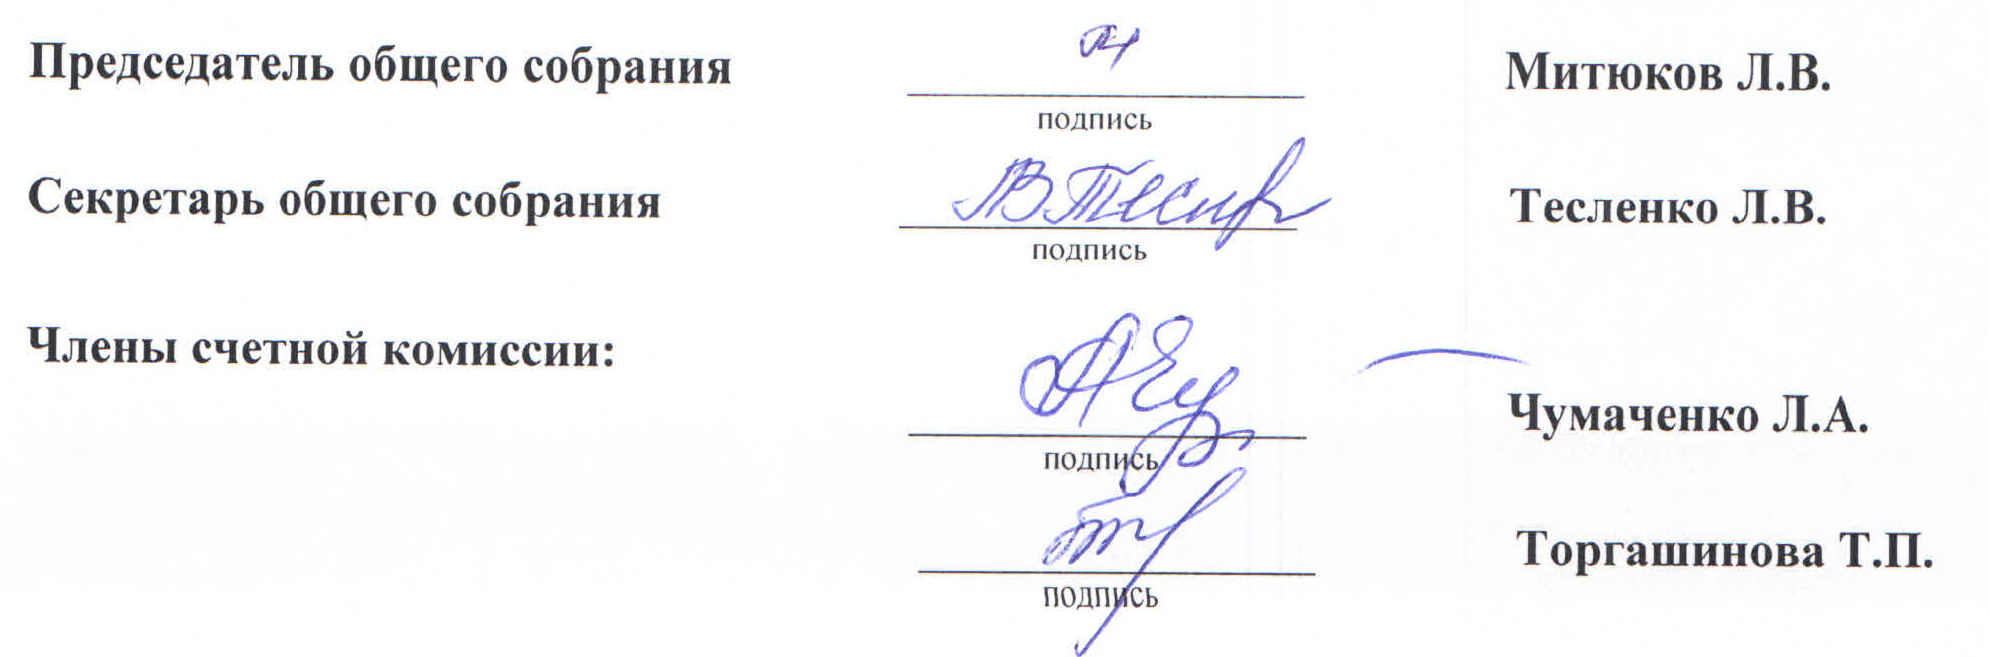 Председатель общего собрания Митюков Л.В.
подпись
Секретарь общего собрания Тесленко Л.В.
подпись
Члены счетной комиссии:
Чумаченко Л.А.
подпись
Торгашинова Т.П.
подпись